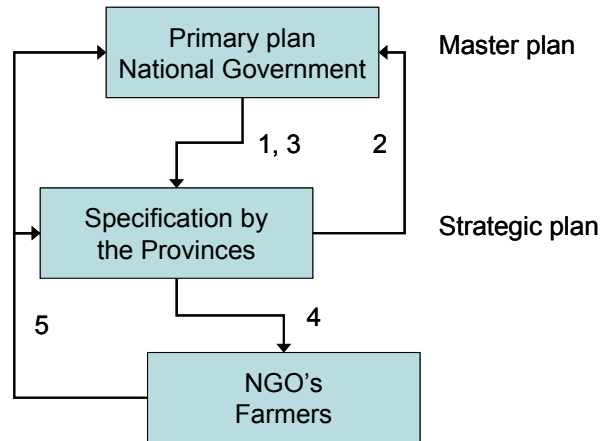 Primary plan
National Government
Master plan
1, 3
2
Specification by
the Provinces
Strategic plan
5
4
NGO's
Farmers